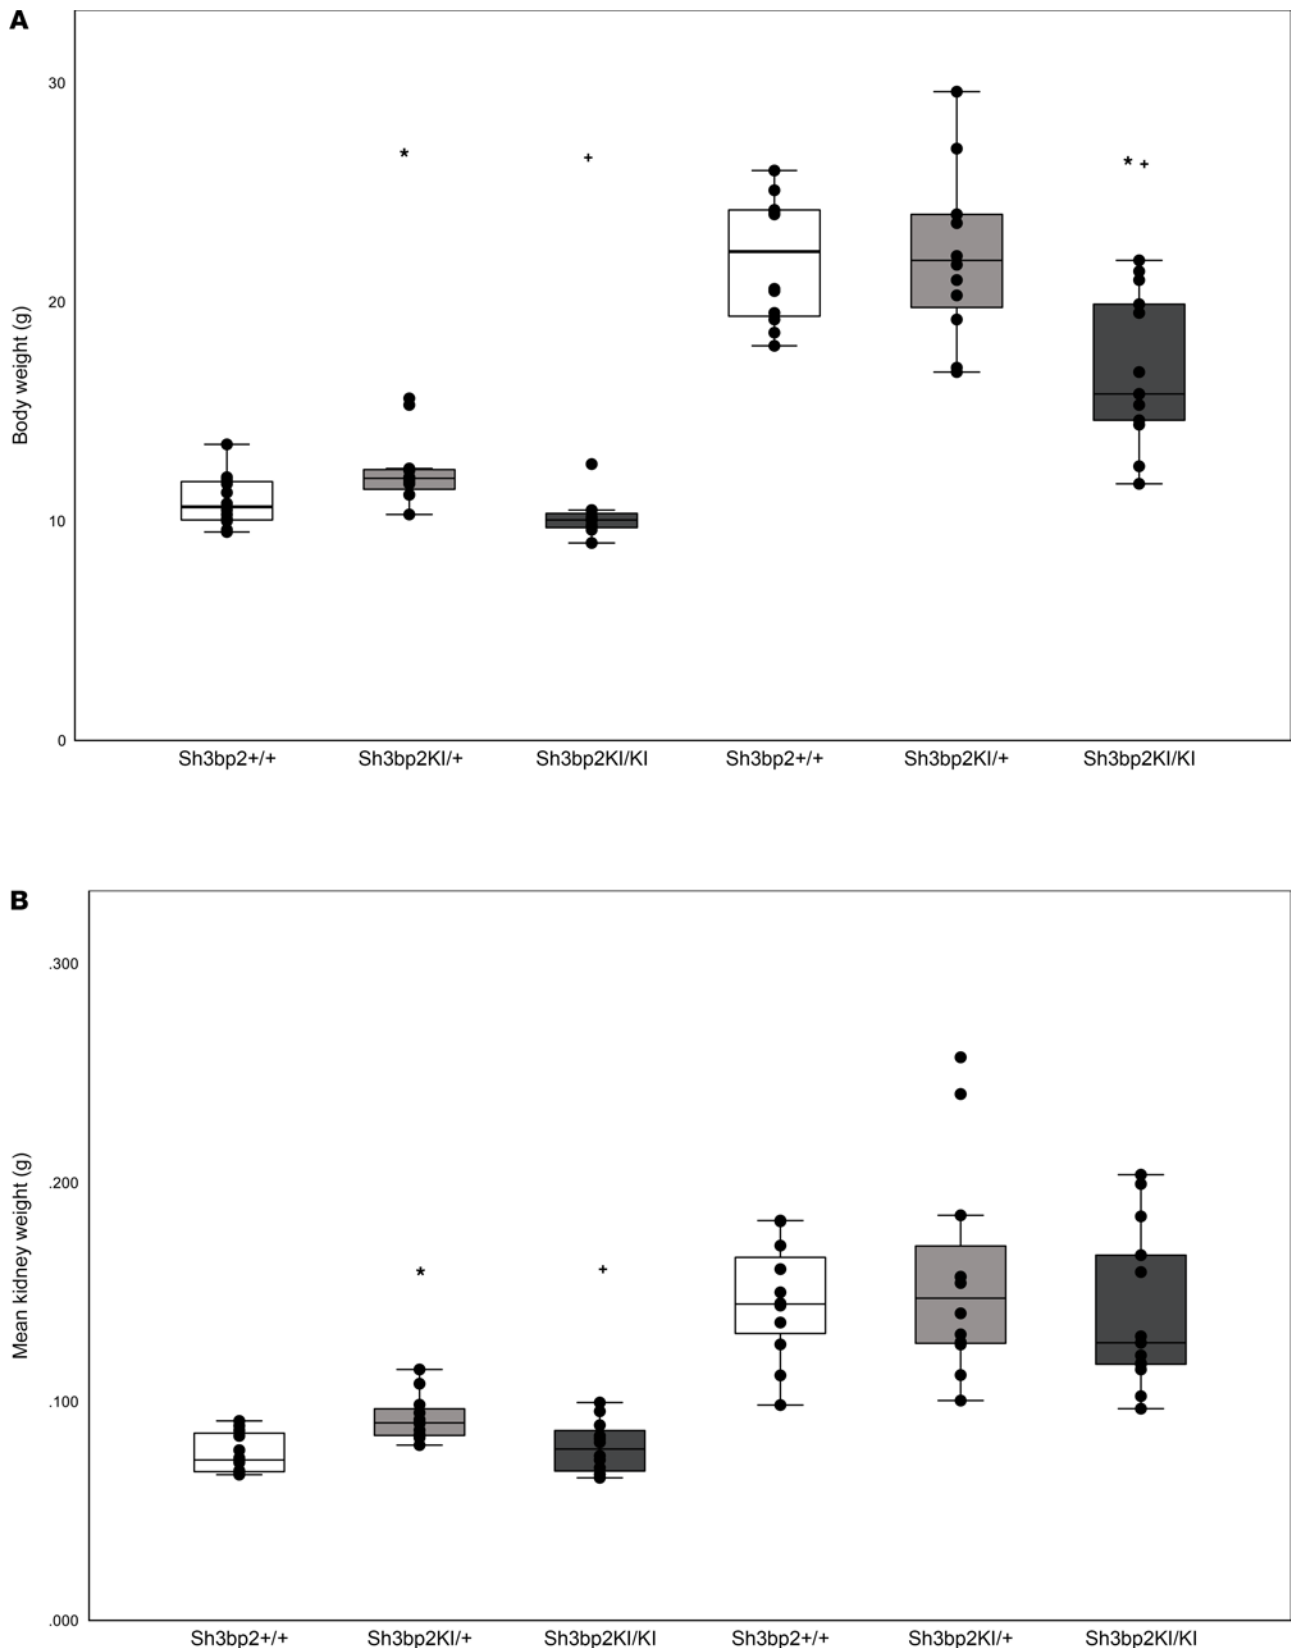 A
30
* + * +
20
Body weight (g)
10
0
Sh3bp2+/+ Sh3bp2KI/+ Sh3bp2KI/KI Sh3bp2+/+ Sh3bp2KI/+ Sh3bp2KI/KI
B
.300
.200
Mean kidney weight (g)
* +
.100
.000
Sh3bp2+/+ Sh3bp2KI/+ Sh3bp2KI/KI Sh3bp2+/+ Sh3bp2KI/+ Sh3bp2KI/KI